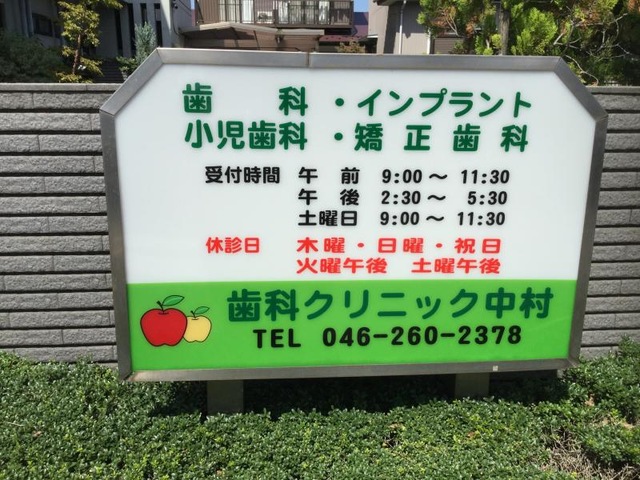 歯科・インプラント
小児歯科・矯正歯科
受付時間 午前 9:00～11:30
午後 2:30～5:30
土曜日 9:00～11:30
休診日 木曜・日曜・祝日
火曜午後 土曜午後
歯科クリニック中村
TEL 046-260-2378